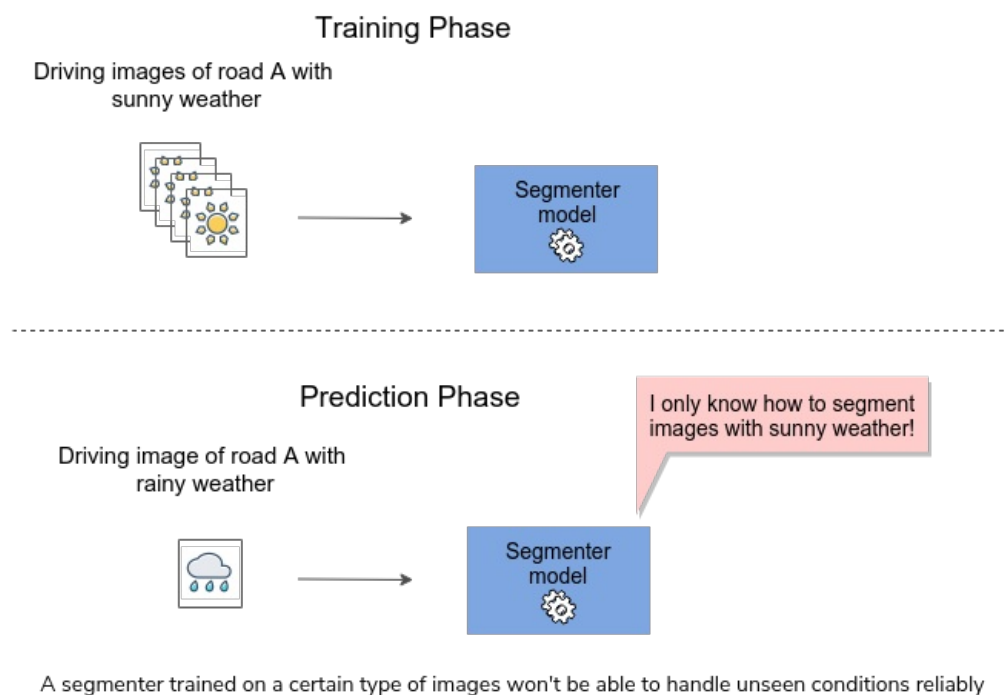 Training Phase
Driving images of road A with
sunny weather
Segmenter
model
Prediction Phase
I only know how to segment
images with sunny weather!
Driving image of road A with
rainy weather
Segmenter
model
A segmenter trained on a certain type of images won't be able to handle unseen conditions reliably